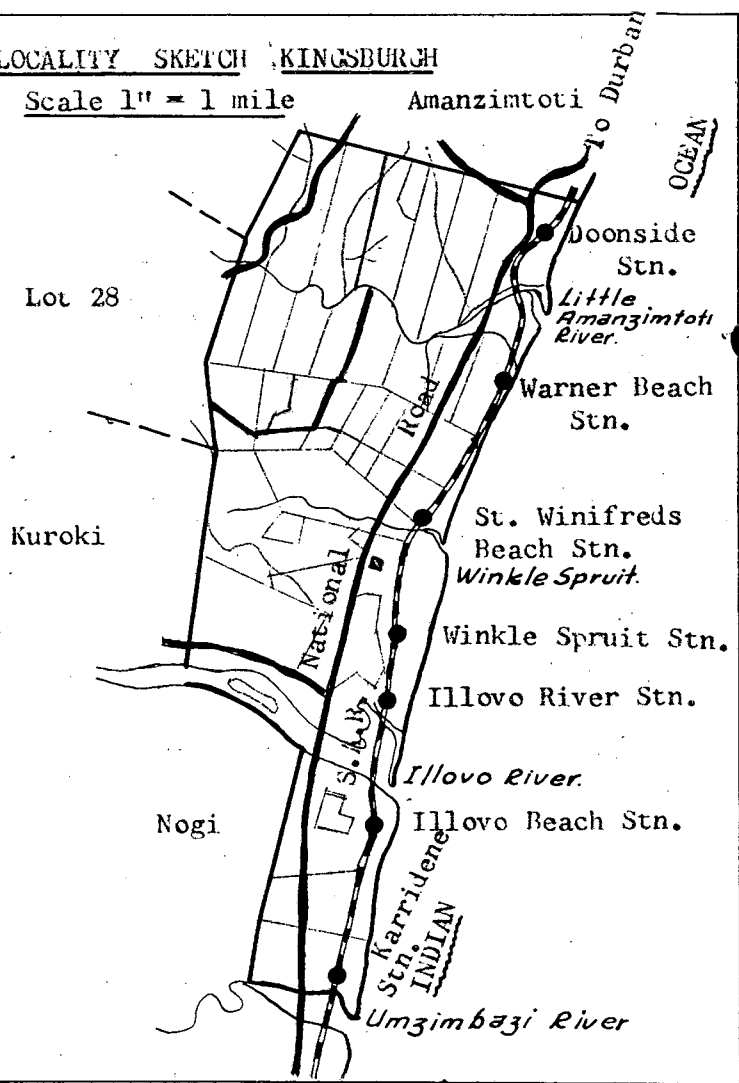 LOCALITY SKETCH KINGSBURGH
Scale 1" = 1 mile
Amanzimtoti
To Durban
OCEAN
Doonside
Stn.
Lot 28
Little
Amanzimtoti
River.
Road
Warner Beach
Stn.
St. Winifreds
Beach Stn.
Kuroki
Winkle Spruit.
National
Winkle Spruit Stn.
Illovo River Stn.
S.A.R.
Illovo River.
Nogi
Illovo Beach Stn.
Karridene
Stn.
INDIAN
Umzimbazi River